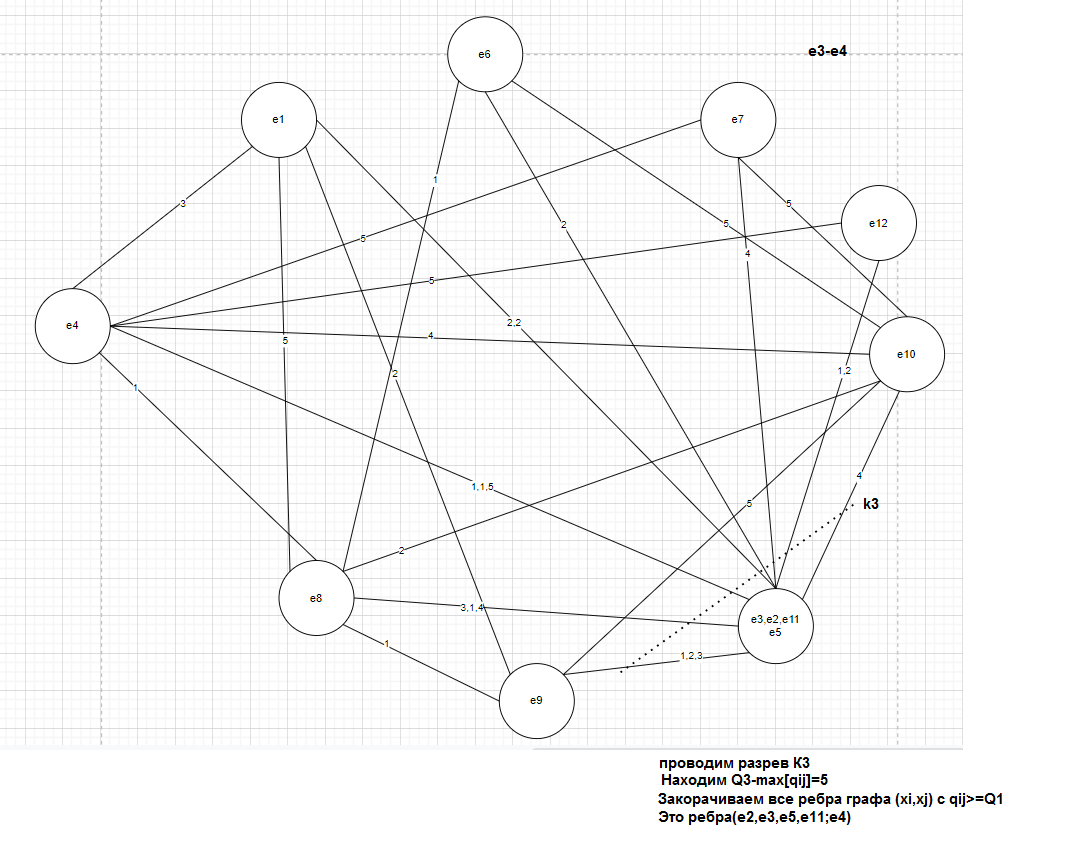 e6
e3-e4
e1
e7
1
3
5
e12
2
5
5
4
5
e4
2,2
5
4
e10
1,2
2
1
4
1,1,5
5
k3
2
e8
3,1,4
e3,e2,e11
e5
1
1,2,3
e9
проводим разрев К3
Находим Q3-max[qij]=5
Закорачиваем все ребра графа (xi,xj) с qij>=Q1
Это ребра(e2,e3,e5,e11;e4)